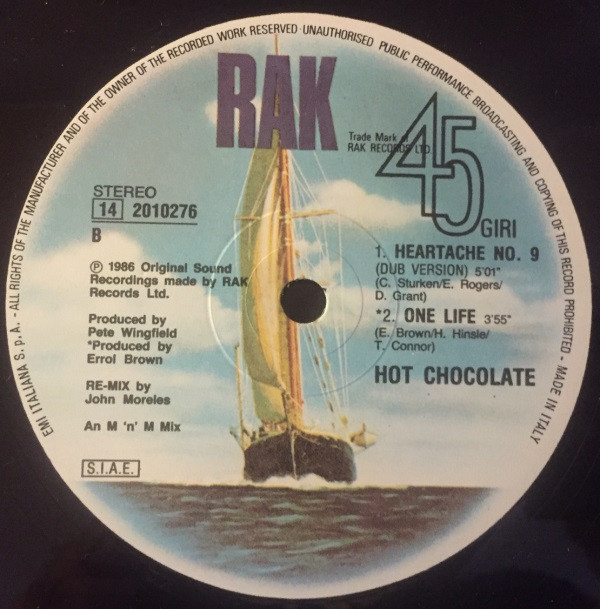 EMI ITALIANA S.p.A. - ALL RIGHTS OF THE MANUFACTURER AND OF THE OWNER OF THE RECORDED WORK RESERVED · UNAUTHORISED PUBLIC PERFORMANCE BROADCASTING AND COPYING OF THIS RECORD PROHIBITED - MADE IN ITALY
RAK
Trade Mark of
RAK RECORDS LTD.
45
GIRI
STEREO
14 2010276
B
℗ 1986 Original Sound
Recordings made by RAK
Records Ltd.
Produced by
Pete Wingfield
*Produced by
Errol Brown
RE-MIX by
John Moreles
An M 'n' M Mix
S.I.A.E.
1. HEARTACHE NO. 9
(DUB VERSION) 5'01"
(C. Sturken/E. Rogers/
D. Grant)
*2. ONE LIFE 3'55"
(E. Brown/H. Hinsle/
T. Connor)
HOT CHOCOLATE